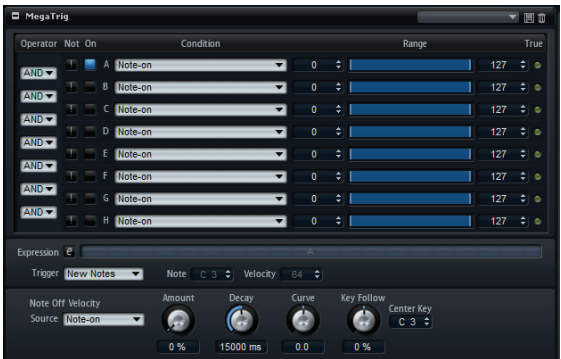 MegaTrig
Operator Not On Condition Range True
! A Note-on 0 127
AND
! B Note-on 0 127
AND
! C Note-on 0 127
AND
! D Note-on 0 127
AND
! E Note-on 0 127
AND
! F Note-on 0 127
AND
! G Note-on 0 127
AND
! H Note-on 0 127
Expression e A
Trigger New Notes Note C 3 Velocity 64
Note Off Velocity Amount Decay Curve Key Follow
Source Note-on Center Key
C 3
0 % 15000 ms 0.0 0 %